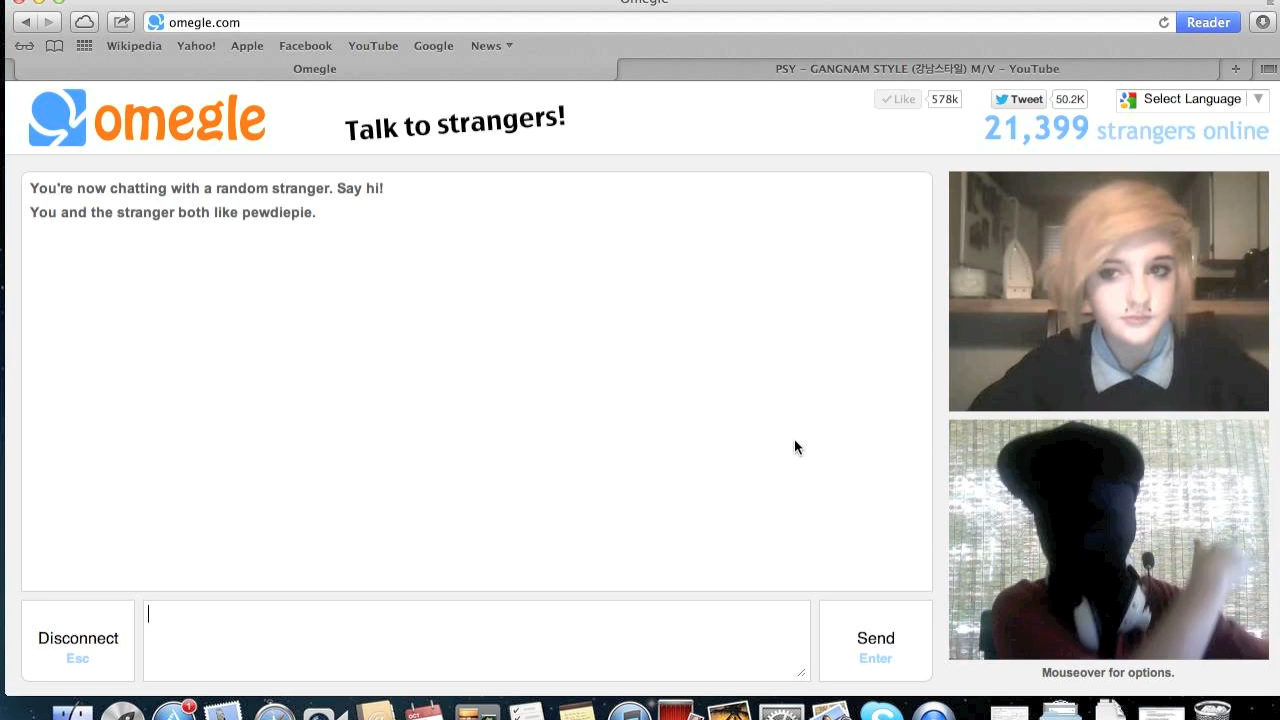 Omegle
omegle.com
Reader
Wikipedia Yahoo! Apple Facebook YouTube Google News
Omegle
PSY - GANGNAM STYLE (강남스타일) M/V - YouTube
omegle
Talk to strangers!
Like 578k
Tweet 50.2K
Select Language
21,399 strangers online
You're now chatting with a random stranger. Say hi!
You and the stranger both like pewdiepie.
Disconnect
Esc
Send
Enter
Mouseover for options.
1
OCT